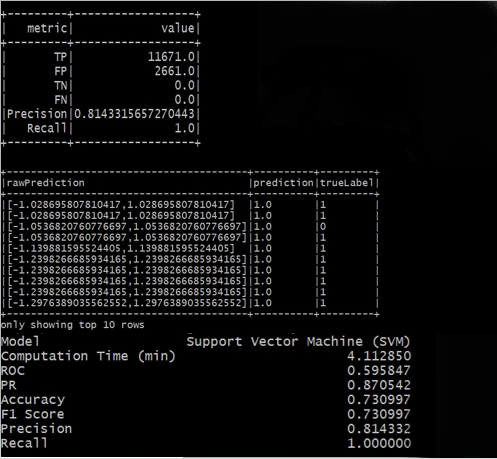 +---------+------------------+
|   metric|             value|
+---------+------------------+
|       TP|           11671.0|
|       FP|            2661.0|
|       TN|               0.0|
|       FN|               0.0|
|Precision|0.8143315657270443|
|   Recall|               1.0|
+---------+------------------+
+----------------------------------------+----------+---------+
|rawPrediction                           |prediction|trueLabel|
+----------------------------------------+----------+---------+
|[-1.028695807810417,1.028695807810417]  |1.0       |1        |
|[-1.028695807810417,1.028695807810417]  |1.0       |1        |
|[-1.0536820760776697,1.0536820760776697]|1.0       |0        |
|[-1.0536820760776697,1.0536820760776697]|1.0       |1        |
|[-1.139881595524405,1.139881595524405]  |1.0       |1        |
|[-1.2398266685934165,1.2398266685934165]|1.0       |1        |
|[-1.2398266685934165,1.2398266685934165]|1.0       |1        |
|[-1.2398266685934165,1.2398266685934165]|1.0       |1        |
|[-1.2398266685934165,1.2398266685934165]|1.0       |1        |
|[-1.2976389035562552,1.2976389035562552]|1.0       |1        |
+----------------------------------------+----------+---------+
only showing top 10 rows
Model Support Vector Machine (SVM)
Computation Time (min) 4.112850
ROC 0.595847
PR 0.870542
Accuracy 0.730997
F1 Score 0.730997
Precision 0.814332
Recall 1.000000